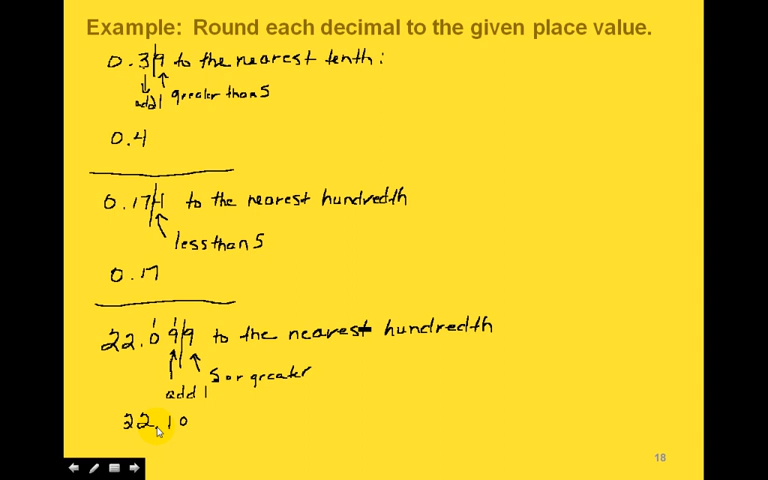 Example: Round each decimal to the given place value.
0.3|9 to the nearest tenth:
add 1 greater than 5
0.4
0.17|4 to the nearest hundredth
less than 5
0.17
1 1
22.09|9 to the nearest hundredth
5 or greater
add 1
22.10
18